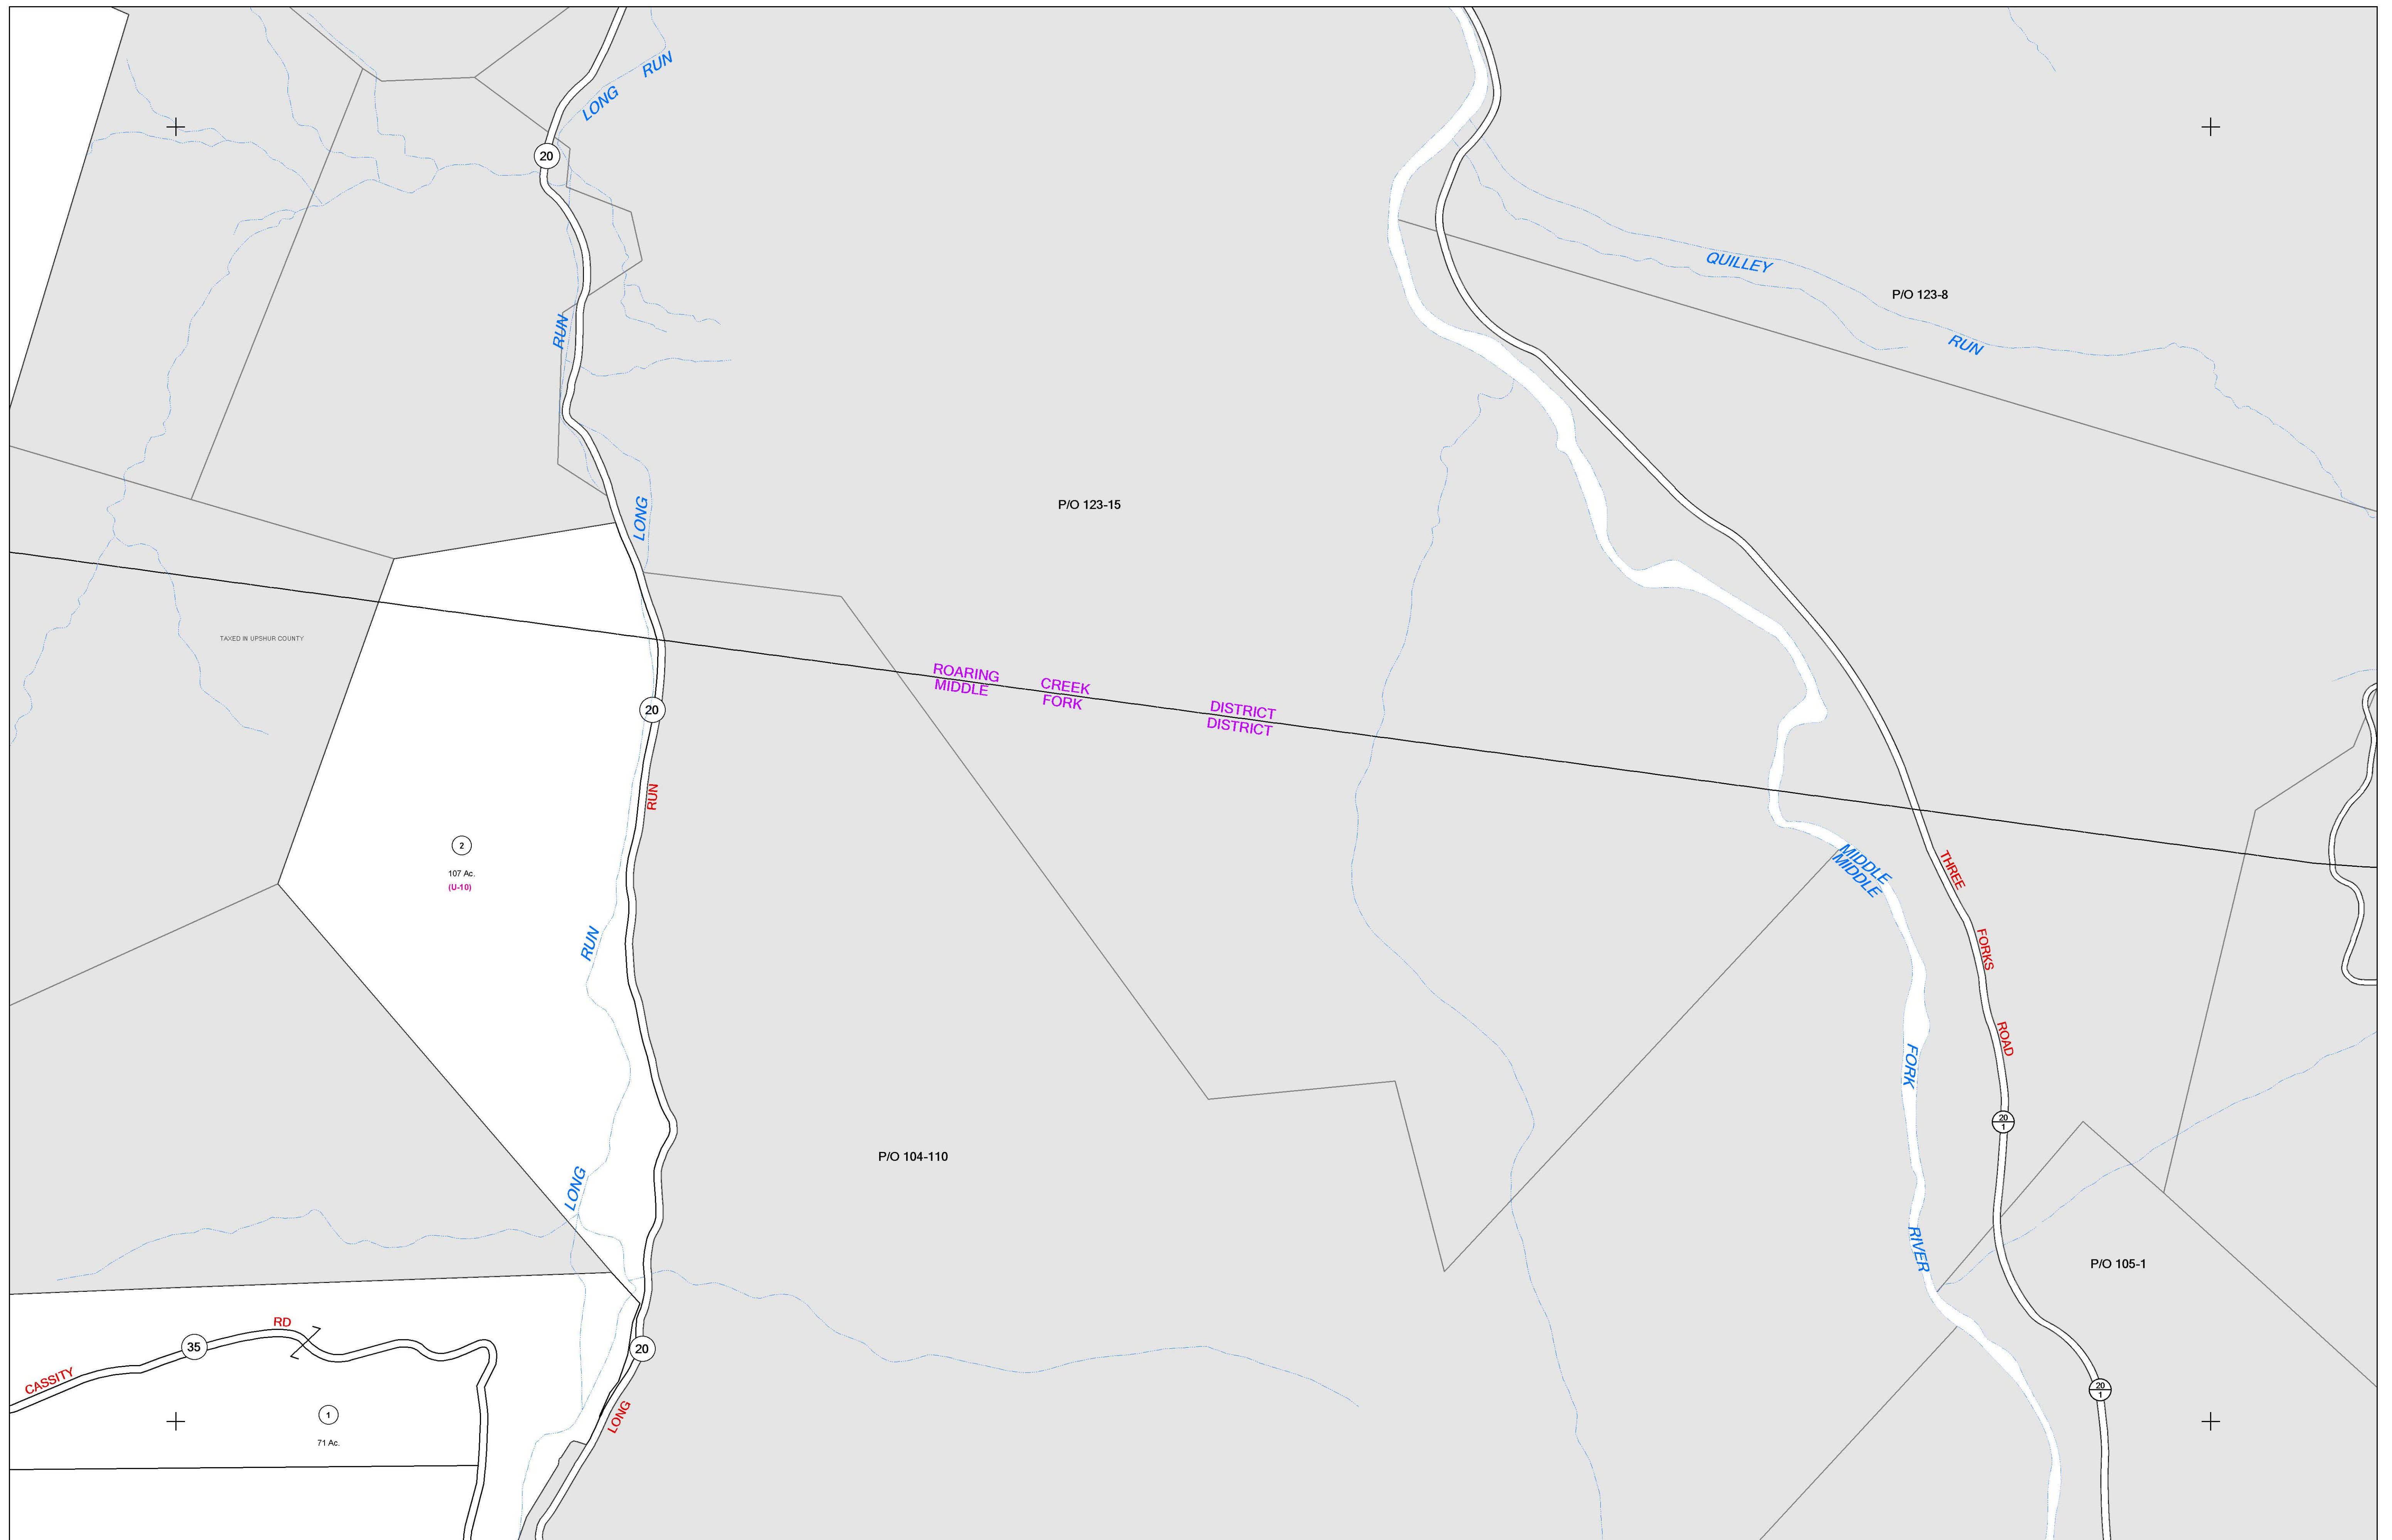 LONG RUN
20
QUILLEY RUN
P/O 123-8
RUN
LONG
P/O 123-15
TAXED IN UPSHUR COUNTY
ROARING CREEK DISTRICT
MIDDLE FORK DISTRICT
20
RUN
2
107 Ac.
(U-10)
MIDDLE
MIDDLE
THREE
RUN
FORKS
ROAD
FORK
20
1
P/O 104-110
LONG
RIVER
P/O 105-1
RD
35
20
CASSITY
20
1
1
LONG
71 Ac.